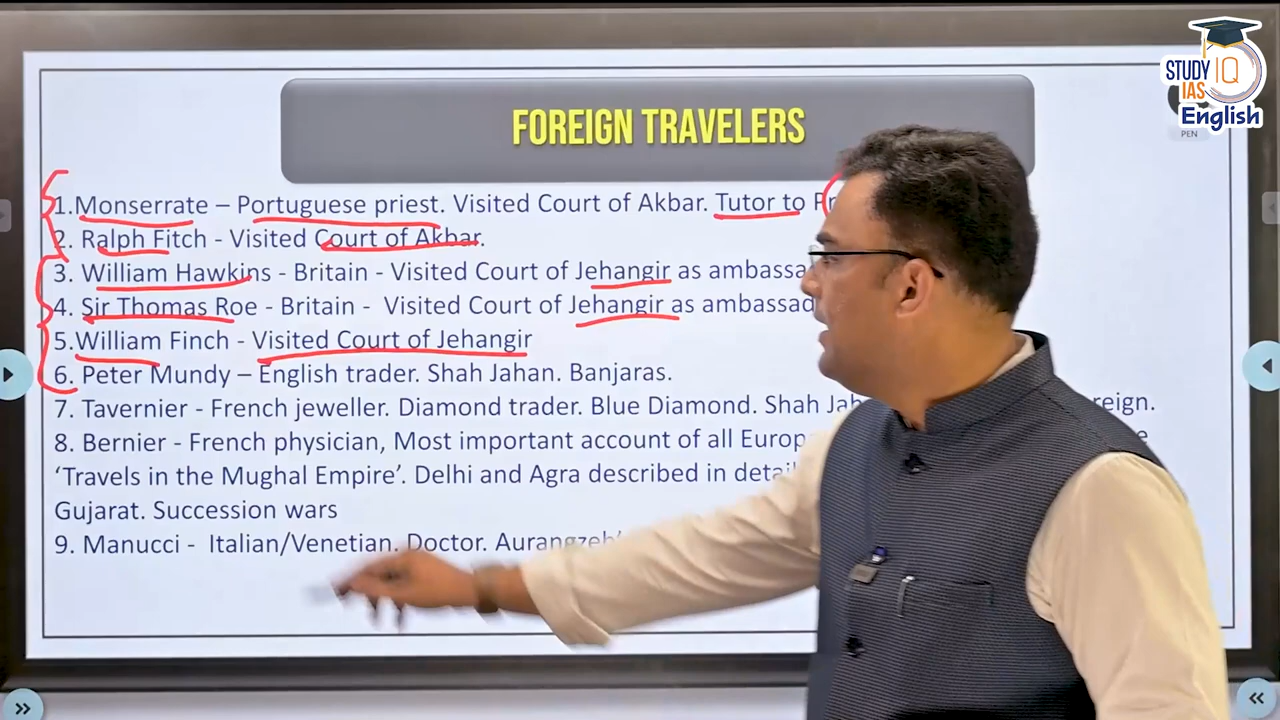 STUDY IQ
IAS
English
PEN
FOREIGN TRAVELERS
1.Monserrate – Portuguese priest. Visited Court of Akbar. Tutor to
2. Ralph Fitch - Visited Court of Akbar.
3. William Hawkins - Britain - Visited Court of Jehangir as
4. Sir Thomas Roe - Britain - Visited Court of Jehangir as
5.William Finch - Visited Court of Jehangir
6. Peter Mundy – English trader. Shah Jahan. Banjaras.
7. Tavernier - French jeweller. Diamond trader. Blue Diamond. Shah reign.
8. Bernier - French physician, Most important account of all
‘Travels in the Mughal Empire’. Delhi and Agra described in
Gujarat. Succession wars
9. Manucci - Italian/Venetian. Doctor.